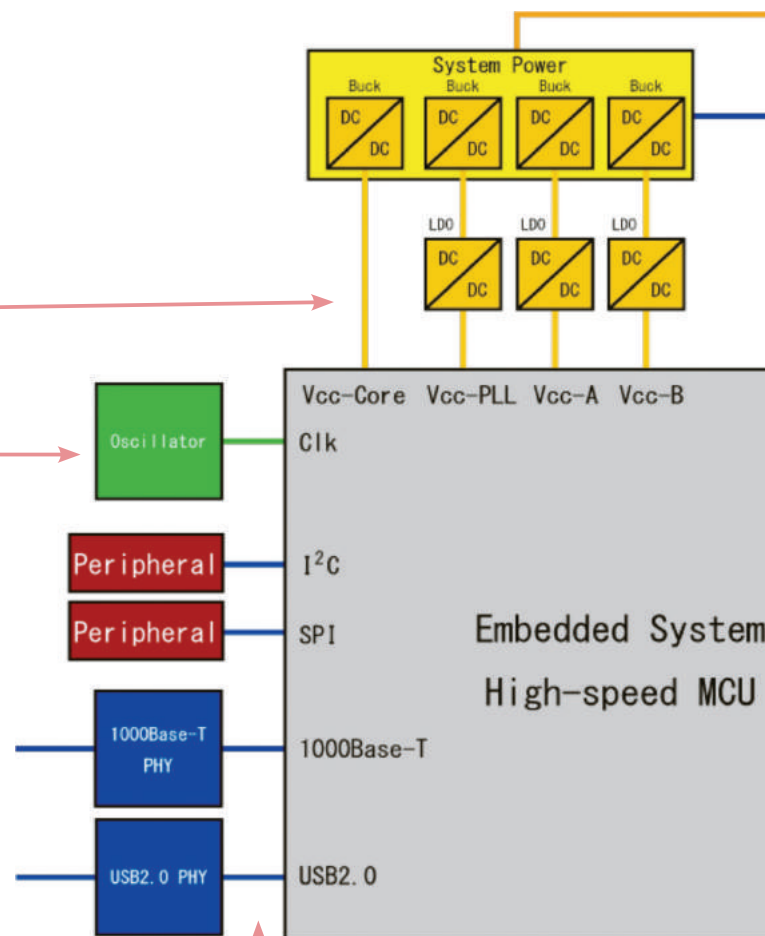 System Power
Buck Buck Buck Buck
DC DC DC DC
DC DC DC DC
LDO LDO LDO
DC DC DC
DC DC DC
Vcc-Core Vcc-PLL Vcc-A Vcc-B
Oscillator Clk
Peripheral I²C
Peripheral SPI
Embedded System
High-speed MCU
1000Base-T
PHY
1000Base-T
USB2.0 PHY USB2.0